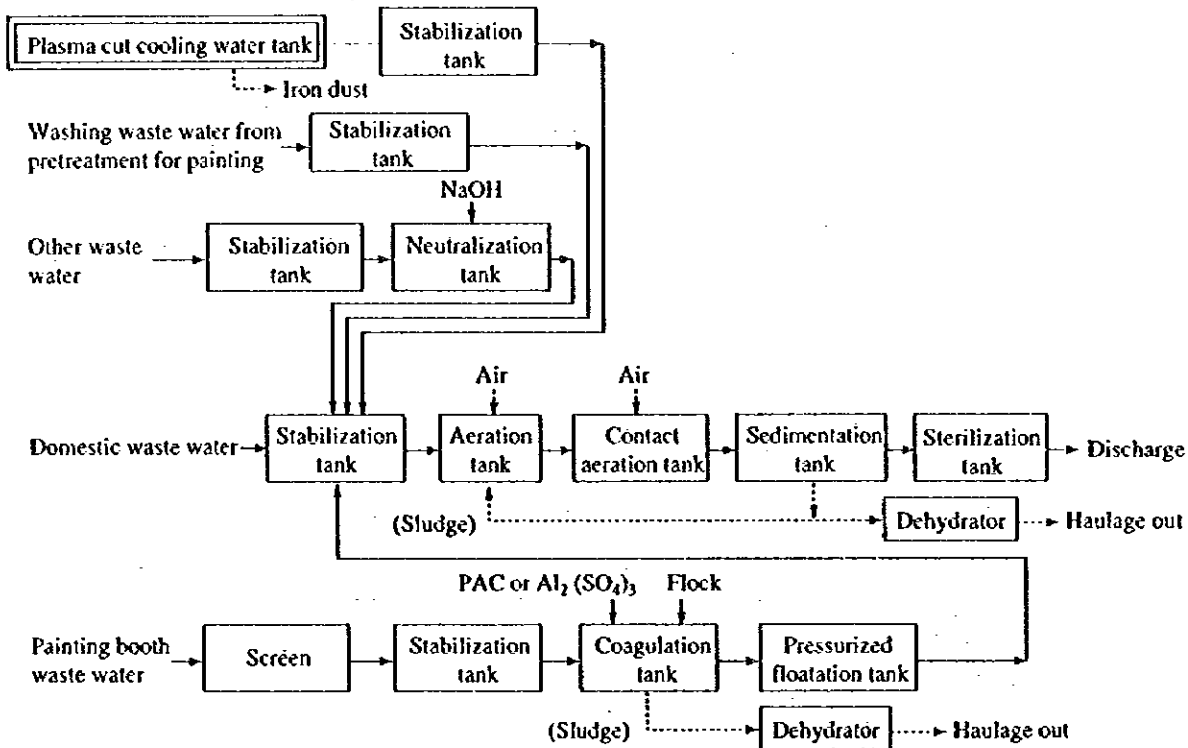 Plasma cut cooling water tank
Stabilization
tank
Iron dust
Washing waste water from
pretreatment for painting
Stabilization
tank
NaOH
Other waste
water
Stabilization
tank
Neutralization
tank
Air
Air
Domestic waste water
Stabilization
tank
Aeration
tank
Contact
aeration tank
Sedimentation
tank
Sterilization
tank
Discharge
(Sludge)
Dehydrator
Haulage out
PAC or Al₂ (SO₄)₃
Flock
Painting booth
waste water
Screen
Stabilization
tank
Coagulation
tank
Pressurized
floatation tank
(Sludge)
Dehydrator
Haulage out